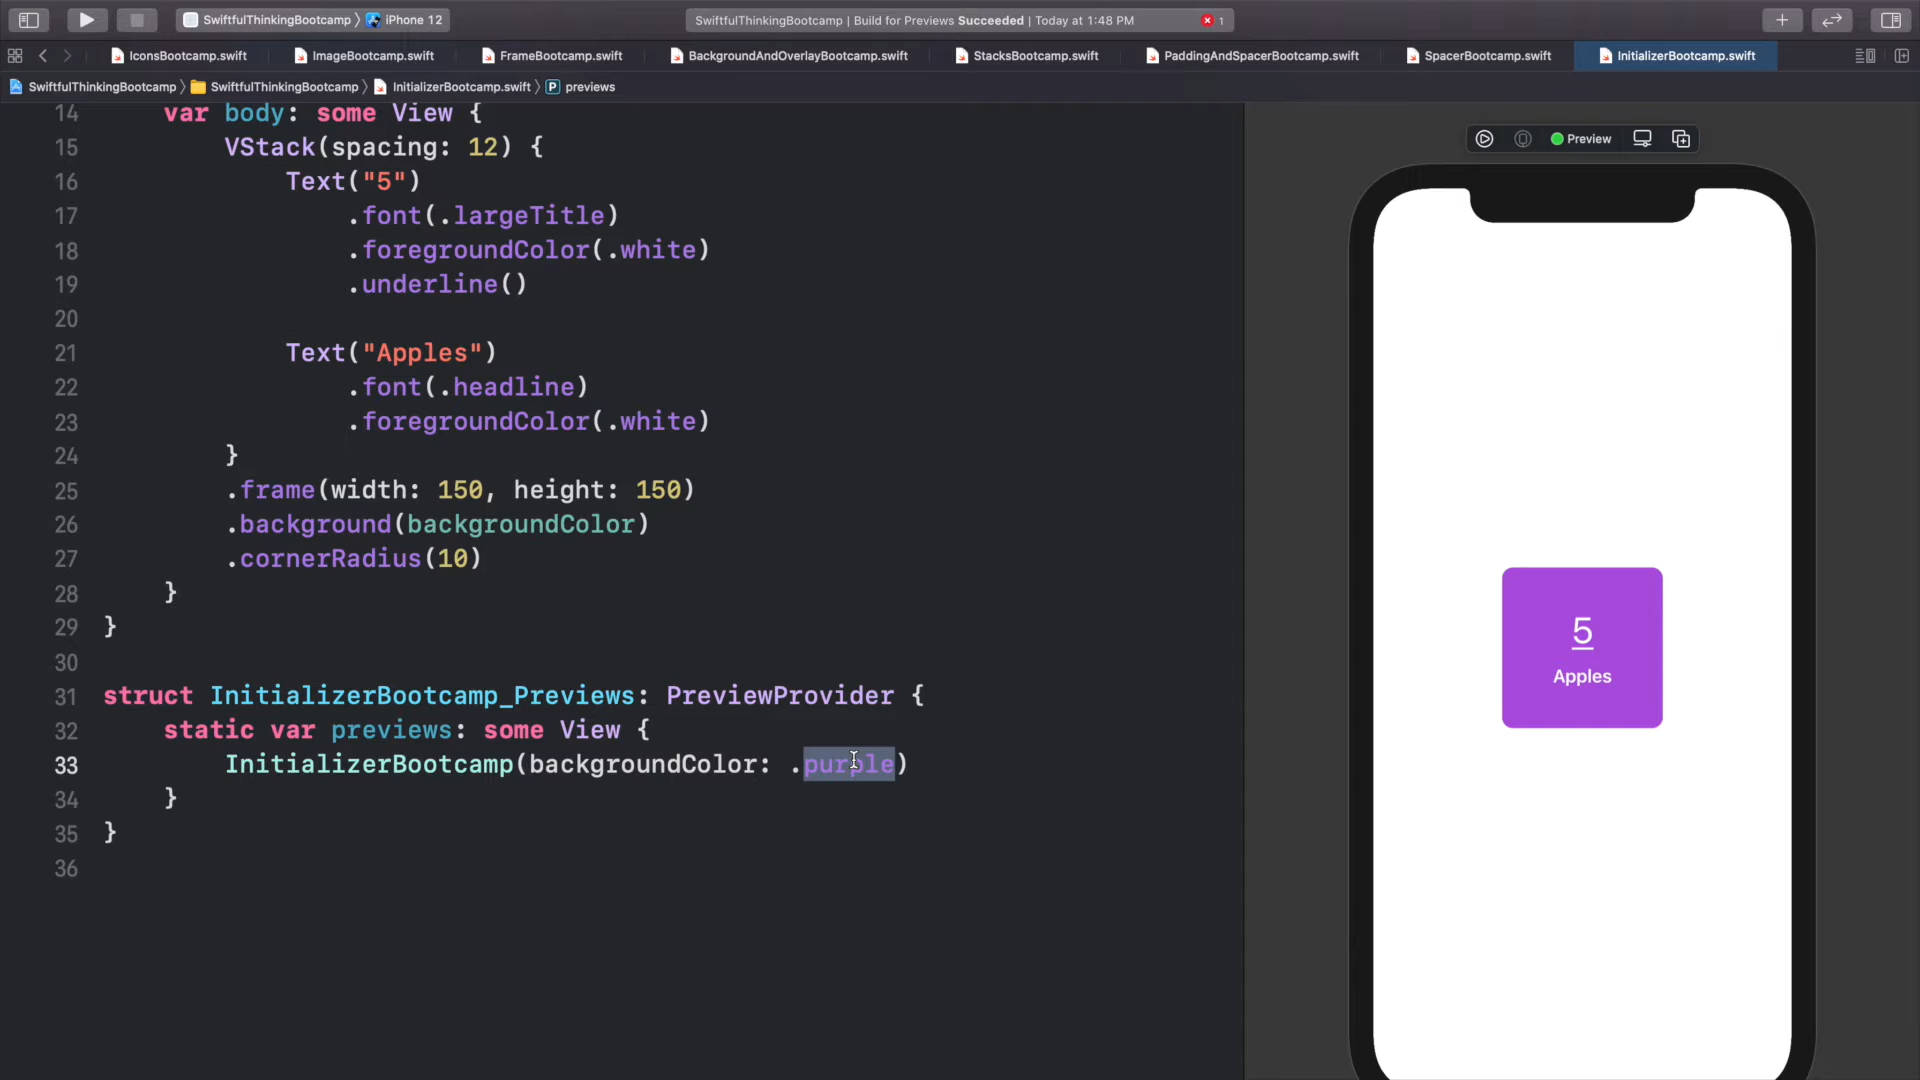 SwiftfulThinkingBootcamp 〉 iPhone 12
SwiftfulThinkingBootcamp | Build for Previews Succeeded | Today at 1:48 PM
1
IconsBootcamp.swift
ImageBootcamp.swift
FrameBootcamp.swift
BackgroundAndOverlayBootcamp.swift
StacksBootcamp.swift
PaddingAndSpacerBootcamp.swift
SpacerBootcamp.swift
InitializerBootcamp.swift
SwiftfulThinkingBootcamp 〉 SwiftfulThinkingBootcamp 〉 InitializerBootcamp.swift 〉 P previews
14 var body: some View {
15 VStack(spacing: 12) {
16 Text("5")
17 .font(.largeTitle)
18 .foregroundColor(.white)
19 .underline()
20
21 Text("Apples")
22 .font(.headline)
23 .foregroundColor(.white)
24 }
25 .frame(width: 150, height: 150)
26 .background(backgroundColor)
27 .cornerRadius(10)
28 }
29 }
30
31 struct InitializerBootcamp_Previews: PreviewProvider {
32 static var previews: some View {
33 InitializerBootcamp(backgroundColor: .purple)
34 }
35 }
36
Preview
5
Apples